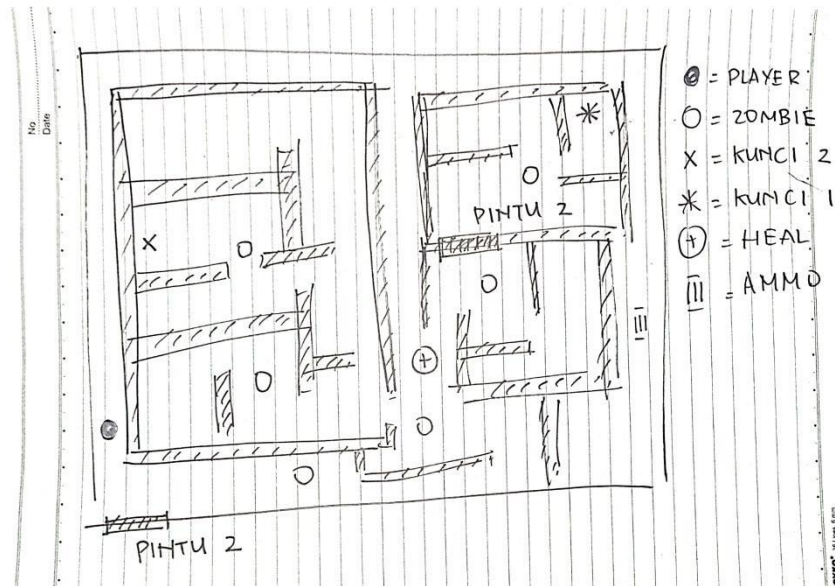 No
Date
● = PLAYER
○ = ZOMBIE
X = KUNCI 2
✳ = KUNCI 1
⊕ = HEAL
= AMMO
PINTU 2
PINTU 2